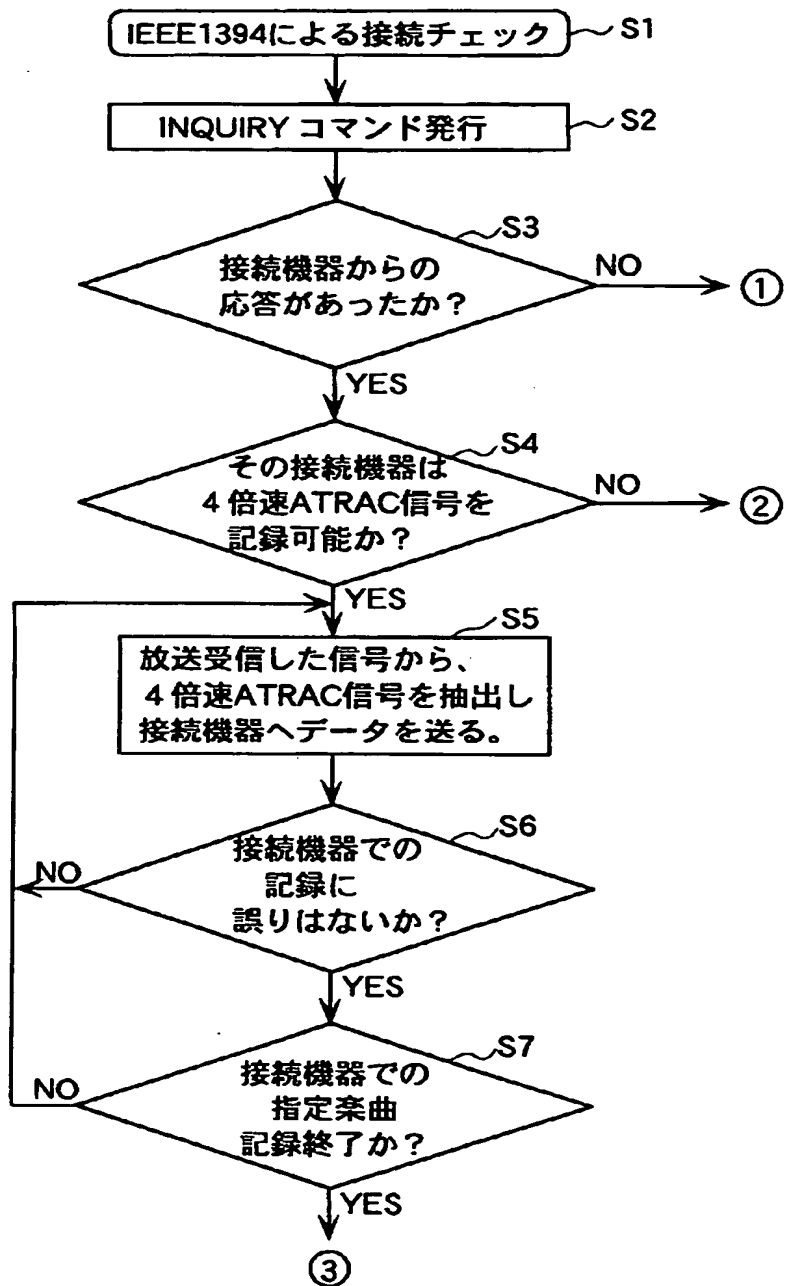 IEEE1394による接続チェック
S1
INQUIRY コマンド発行
S2
S3
接続機器からの
応答があったか？
NO
①
YES
S4
その接続機器は
４倍速ATRAC信号を
記録可能か？
NO
②
YES
S5
放送受信した信号から、
４倍速ATRAC信号を抽出し
接続機器へデータを送る。
S6
接続機器での
記録に
誤りはないか？
NO
YES
S7
接続機器での
指定楽曲
記録終了か？
NO
YES
③